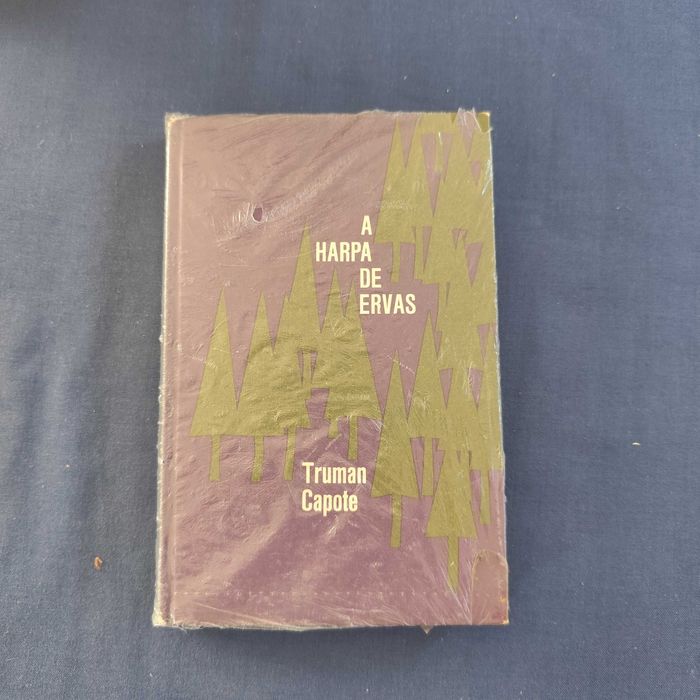 A
HARPA
DE
ERVAS
Truman
Capote